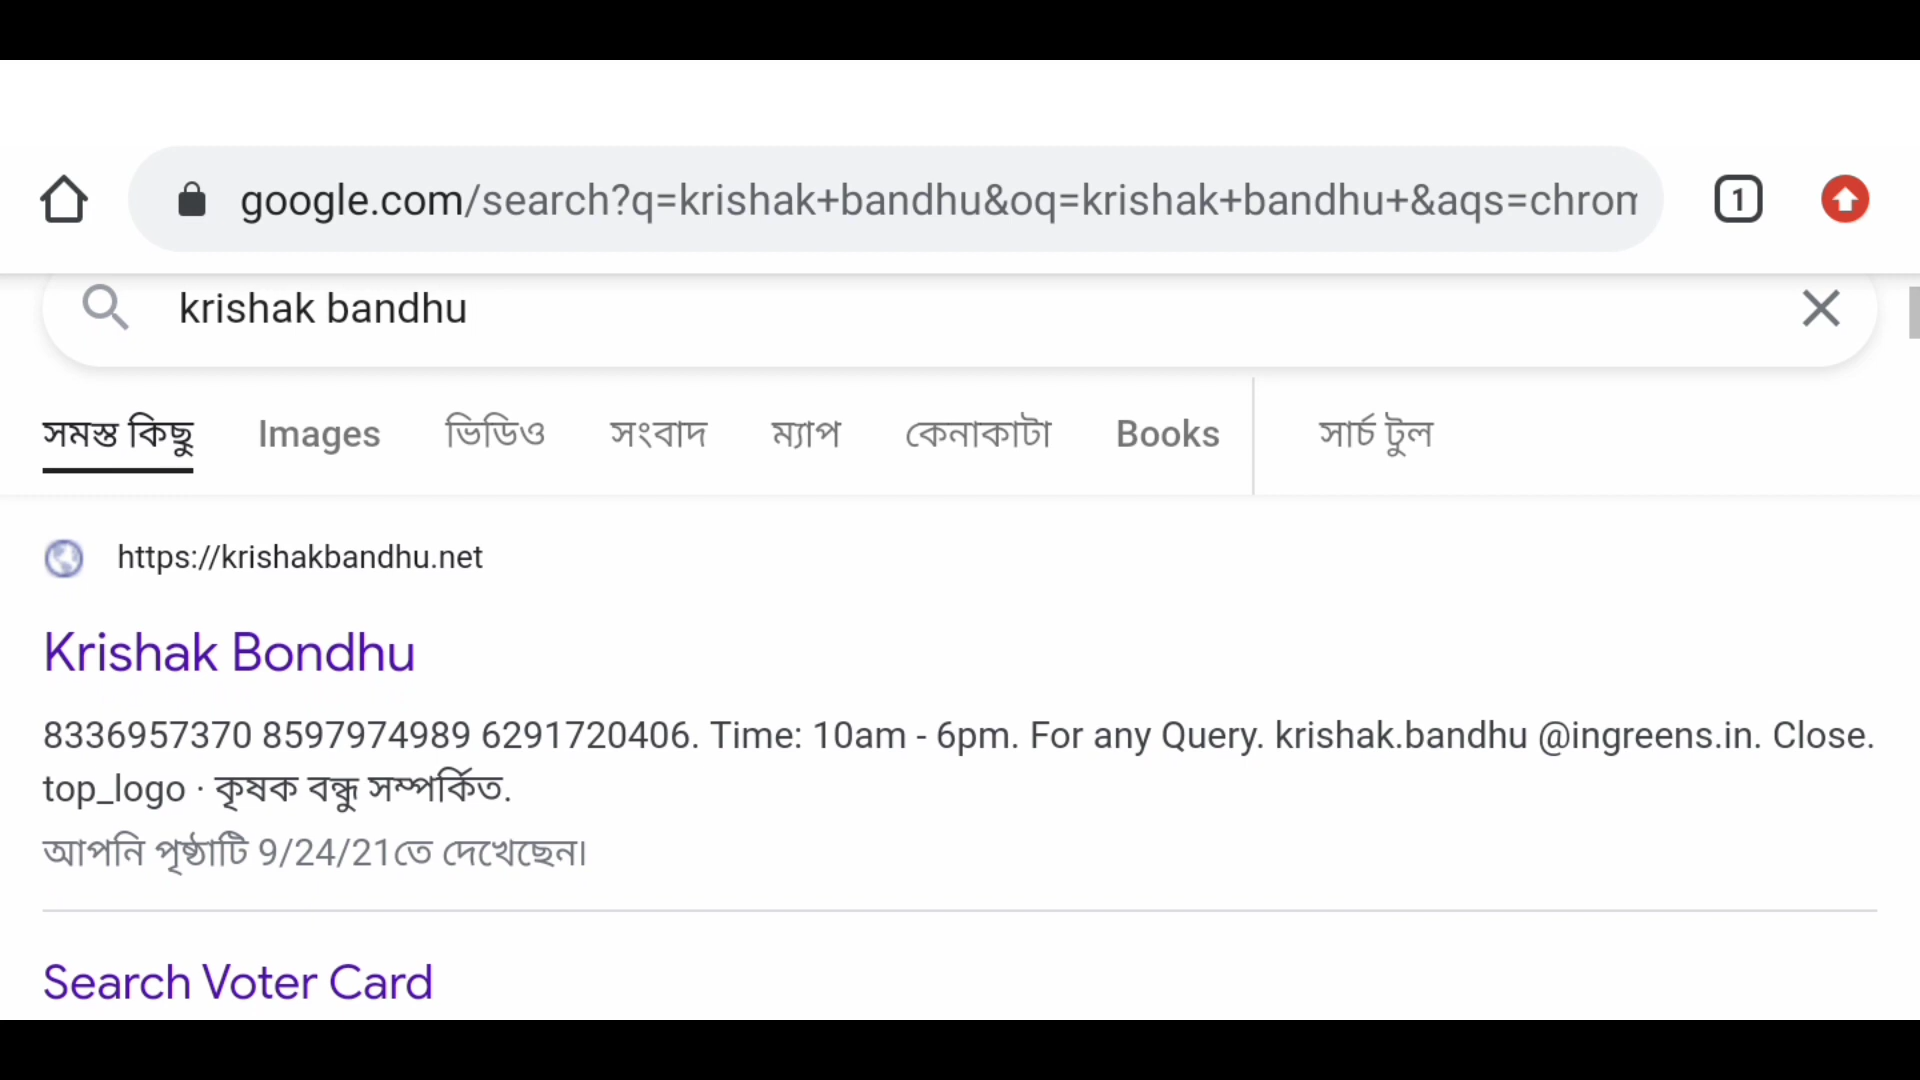 google.com/search?q=krishak+bandhu&oq=krishak+bandhu+&aqs=chrom
1
krishak bandhu
সমস্ত কিছু Images ভিডিও সংবাদ ম্যাপ কেনাকাটা Books সার্চ টুল
https://krishakbandhu.net
Krishak Bondhu
8336957370 8597974989 6291720406. Time: 10am - 6pm. For any Query. krishak.bandhu @ingreens.in. Close.
top_logo · কৃষক বন্ধু সম্পর্কিত.
আপনি পৃষ্ঠাটি 9/24/21তে দেখেছেন।
Search Voter Card